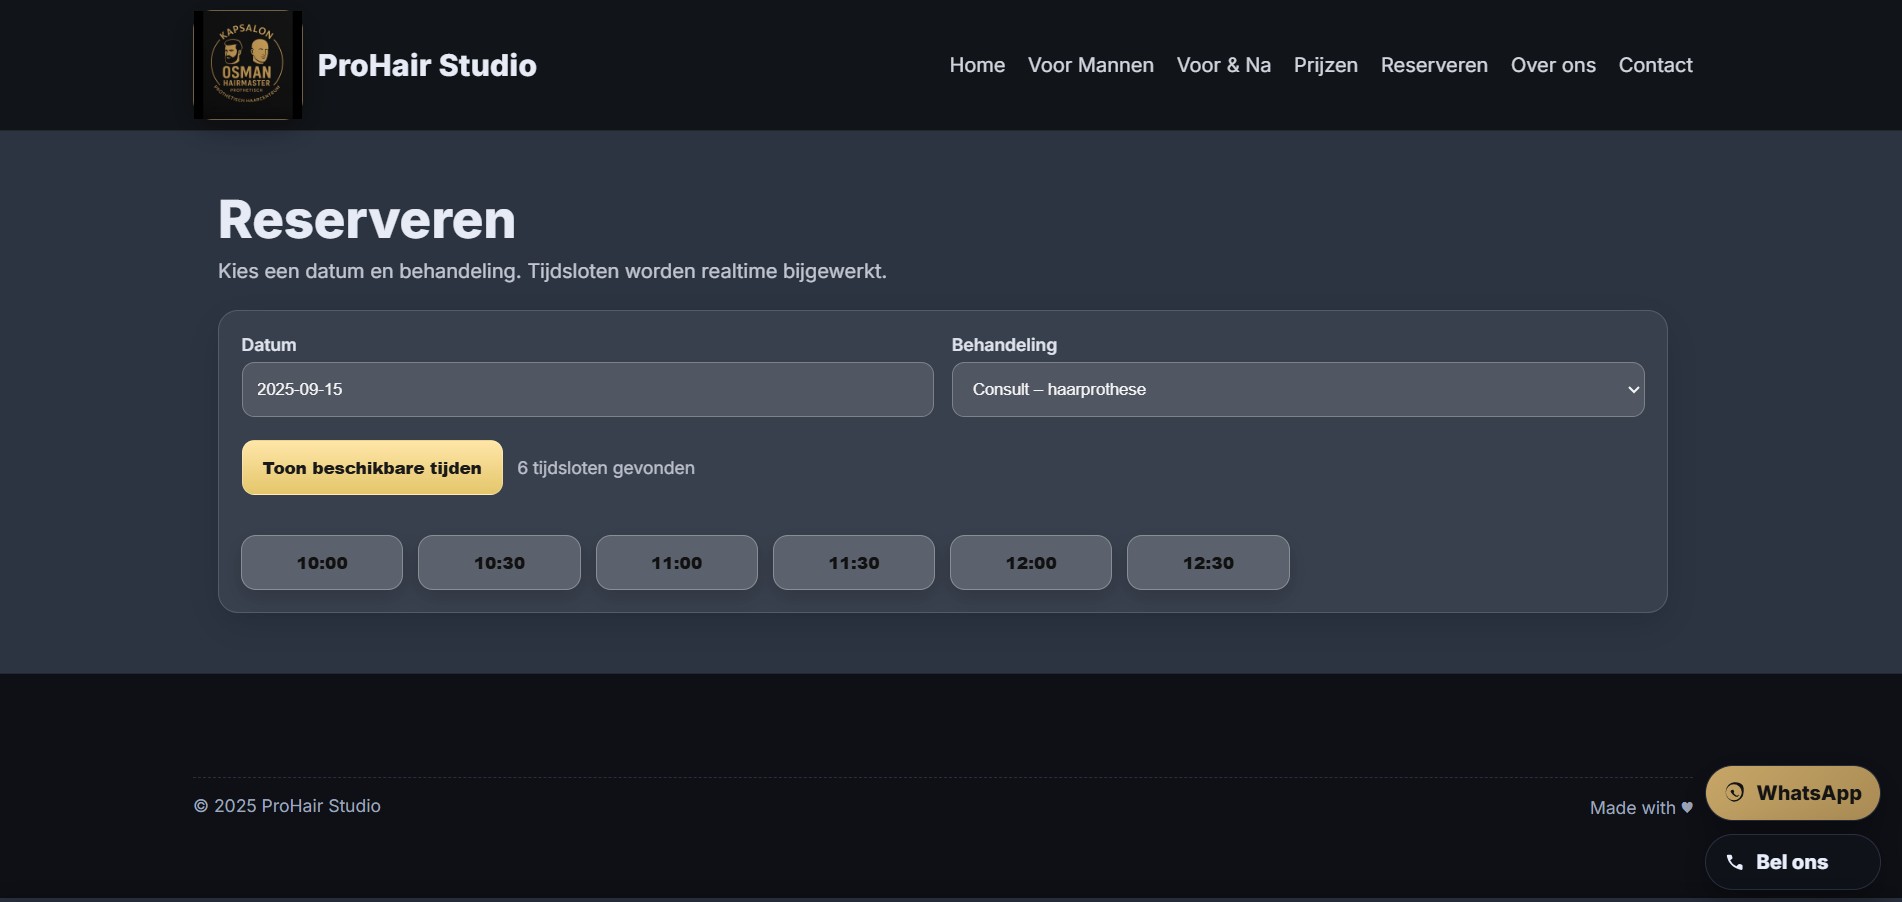 KAPSALON
OSMAN
HAIRMASTER
PROTHETISCH
PROTHETISCH HAARCENTRUM
ProHair Studio
Home Voor Mannen Voor & Na Prijzen Reserveren Over ons Contact
Reserveren
Kies een datum en behandeling. Tijdsloten worden realtime bijgewerkt.
Datum Behandeling
2025-09-15 Consult – haarprothese
Toon beschikbare tijden 6 tijdsloten gevonden
10:00 10:30 11:00 11:30 12:00 12:30
© 2025 ProHair Studio Made with ♥
WhatsApp
Bel ons